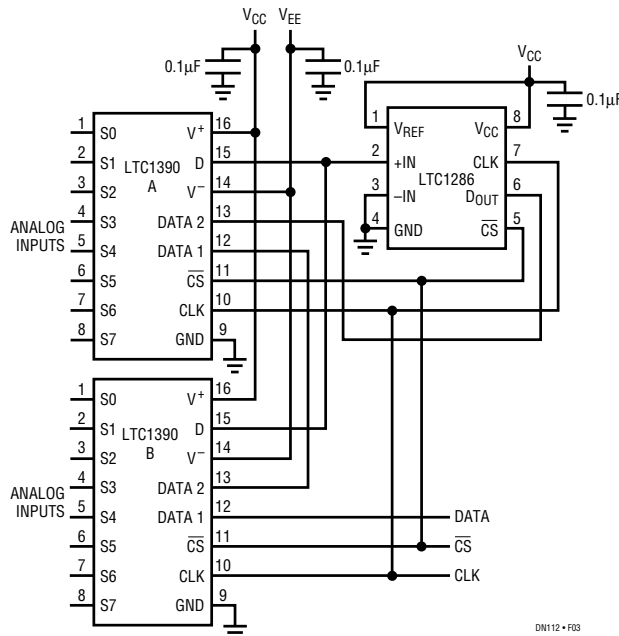 VCC
VEE
0.1µF
0.1µF
VCC
0.1µF
LTC1390
A
ANALOG
INPUTS
1 S0
2 S1
3 S2
4 S3
5 S4
6 S5
7 S6
8 S7
V+ 16
D 15
V− 14
DATA 2 13
DATA 1 12
CS 11
CLK 10
GND 9
LTC1286
1 VREF
2 +IN
3 −IN
4 GND
VCC 8
CLK 7
DOUT 6
CS 5
LTC1390
B
ANALOG
INPUTS
1 S0
2 S1
3 S2
4 S3
5 S4
6 S5
7 S6
8 S7
V+ 16
D 15
V− 14
DATA 2 13
DATA 1 12
CS 11
CLK 10
GND 9
DATA
CS
CLK
DN112 • F03